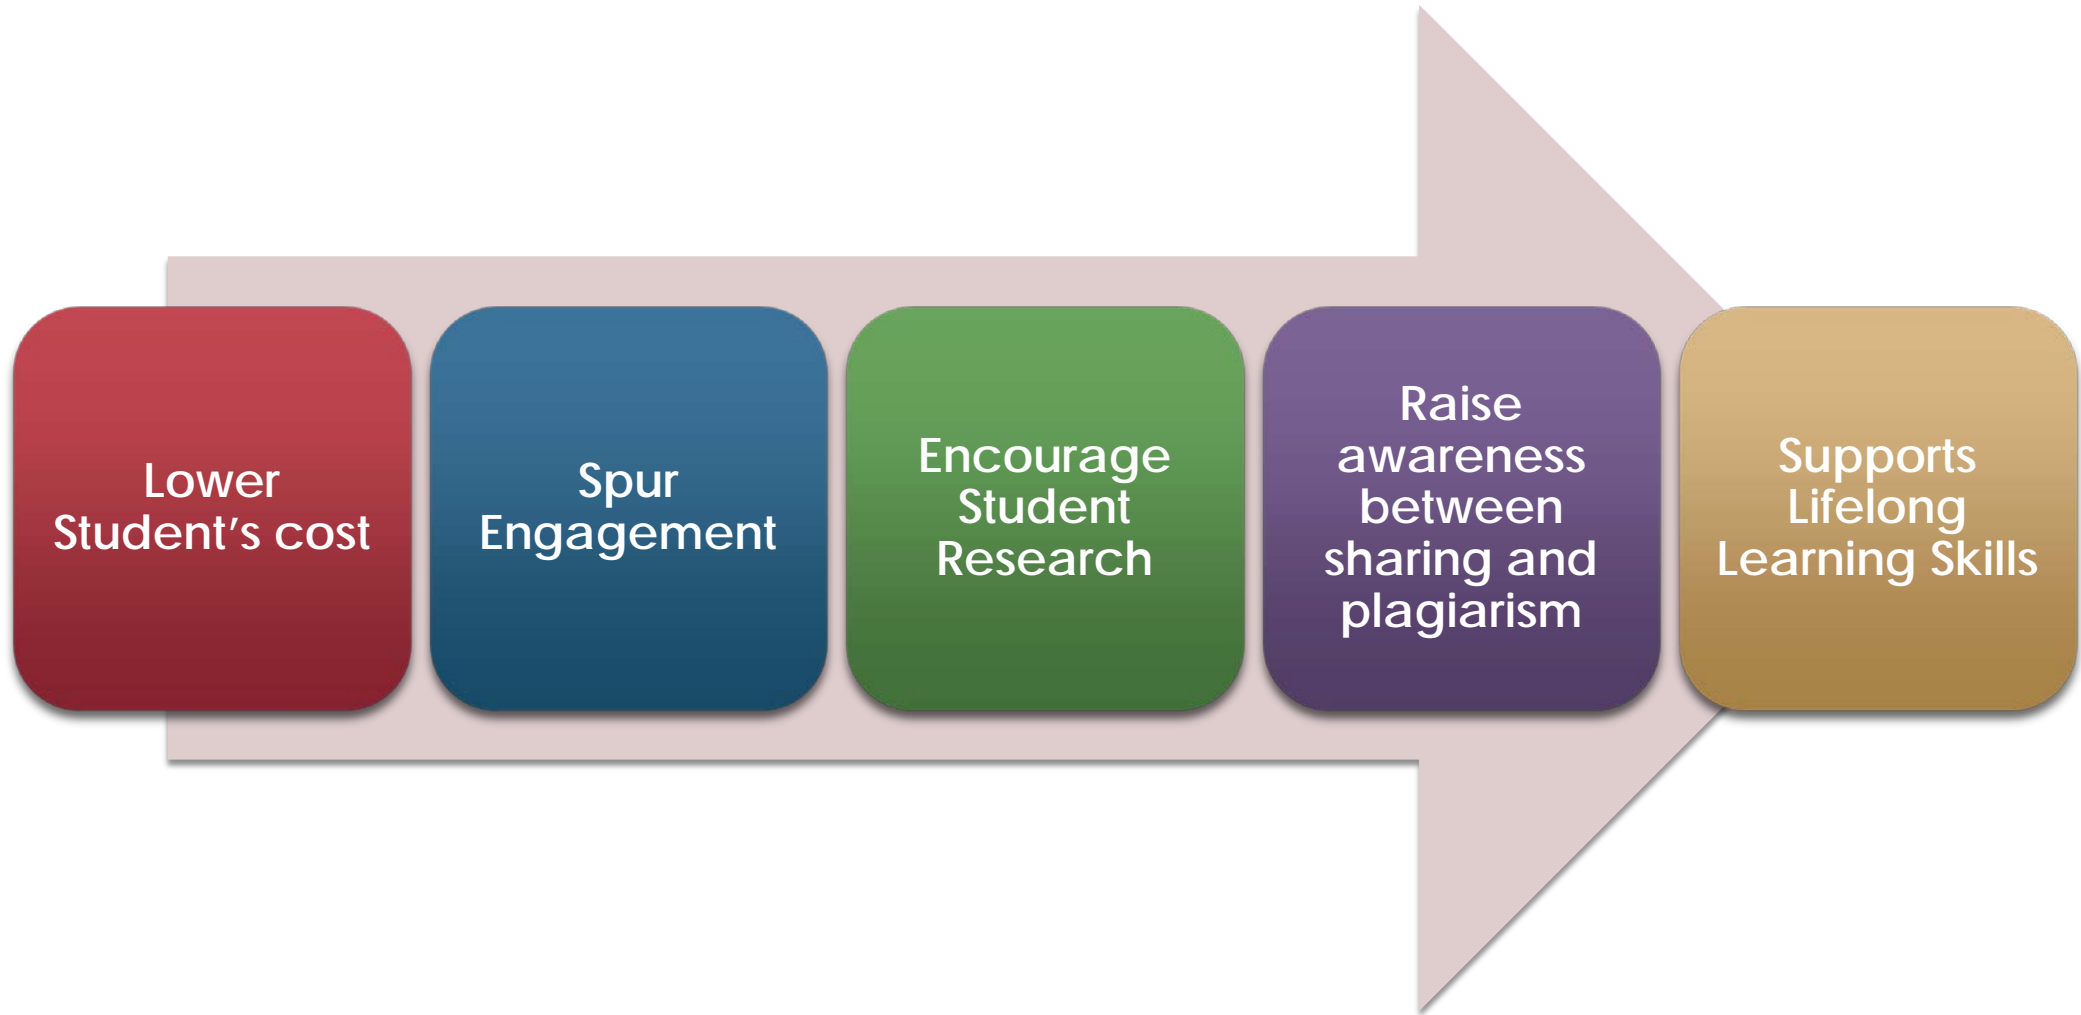 Lower
Student’s cost
Spur
Engagement
Encourage
Student
Research
Raise
awareness
between
sharing and
plagiarism
Supports
Lifelong
Learning Skills